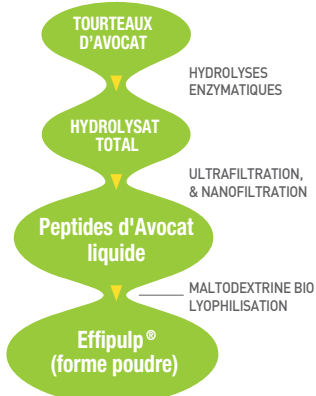 TOURTEAUX
D'AVOCAT
HYDROLYSES
ENZYMATIQUES
HYDROLYSAT
TOTAL
ULTRAFILTRATION,
& NANOFILTRATION
Peptides d'Avocat
liquide
MALTODEXTRINE BIO
LYOPHILISATION
Effipulp®
(forme poudre)